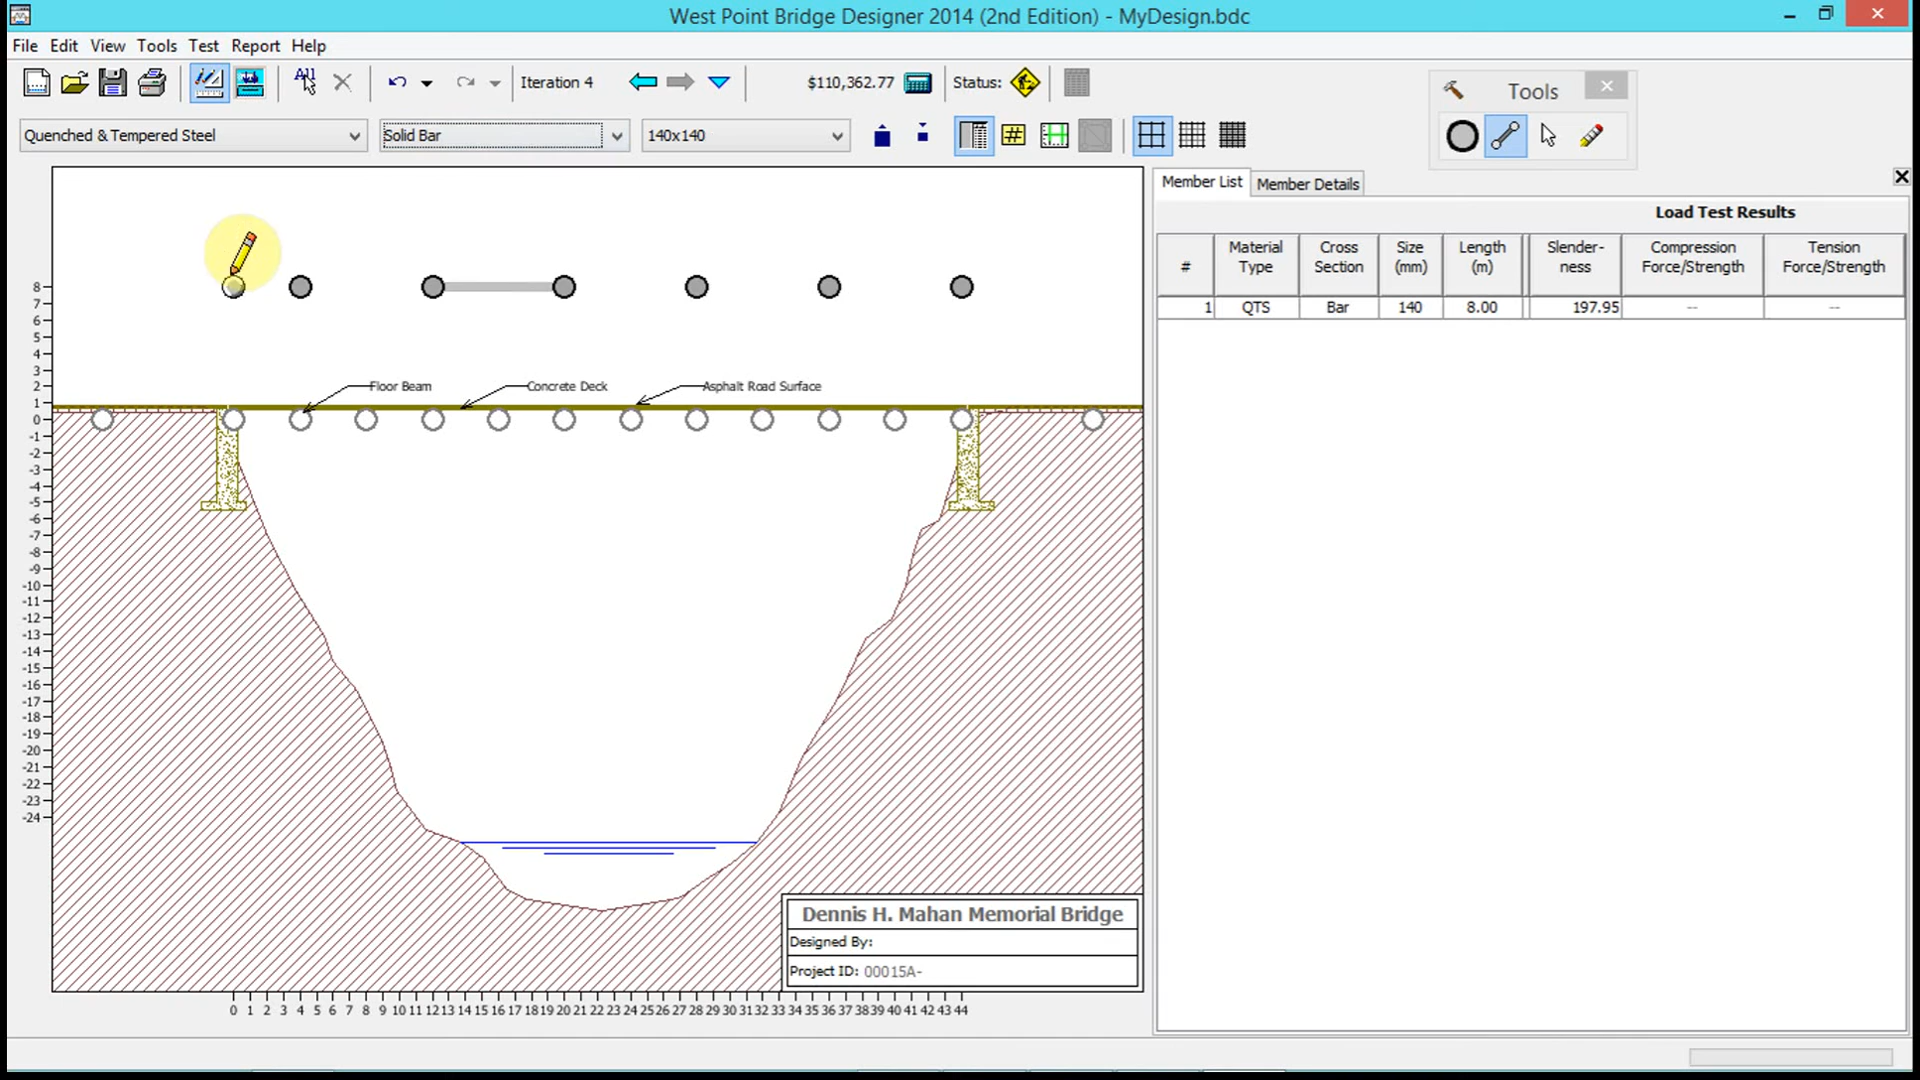 West Point Bridge Designer 2014 (2nd Edition) - MyDesign.bdc
File Edit View Tools Test Report Help
All Iteration 4 $110,362.77 Status:
Tools
Quenched & Tempered Steel Solid Bar 140x140
Member List Member Details
Load Test Results
# Material Type Cross Section Size (mm) Length (m) Slender-ness Compression Force/Strength Tension Force/Strength
1 QTS Bar 140 8.00 197.95 -- --
8
7
6
5
4
3
2
1
0
-1
-2
-3
-4
-5
-6
-7
-8
-9
-10
-11
-12
-13
-14
-15
-16
-17
-18
-19
-20
-21
-22
-23
-24
Floor Beam Concrete Deck Asphalt Road Surface
Dennis H. Mahan Memorial Bridge
Designed By:
Project ID: 00015A-
0 1 2 3 4 5 6 7 8 9 10 11 12 13 14 15 16 17 18 19 20 21 22 23 24 25 26 27 28 29 30 31 32 33 34 35 36 37 38 39 40 41 42 43 44